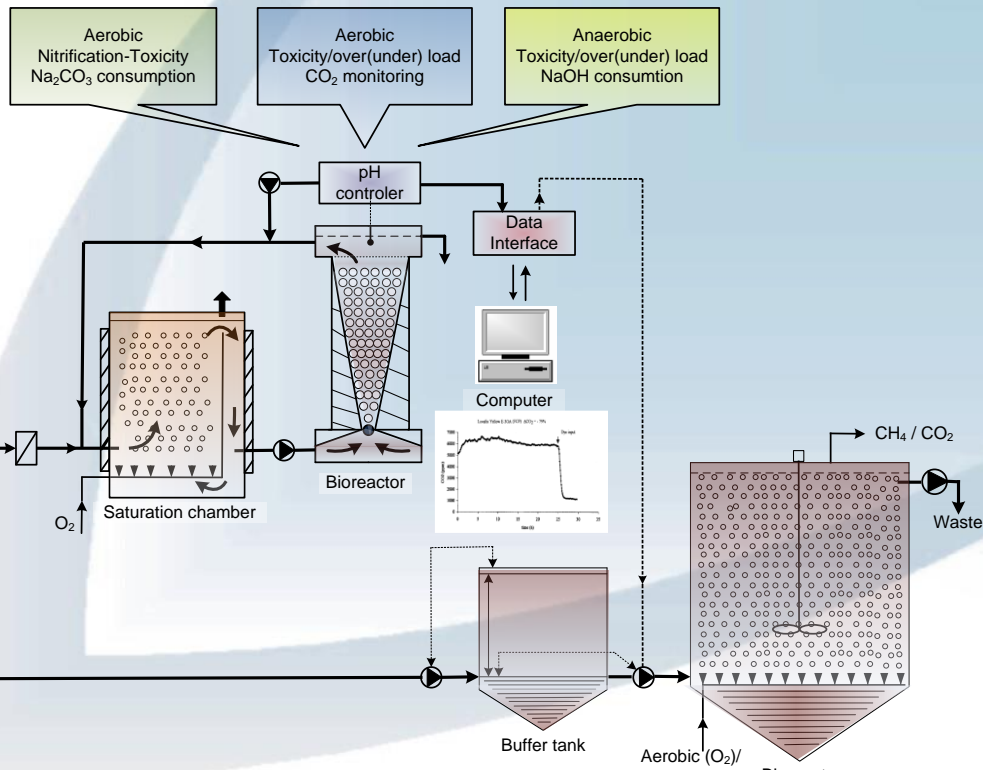 Aerobic
Nitrification-Toxicity
Na₂CO₃ consumption
Aerobic
Toxicity/over(under) load
CO₂ monitoring
Anaerobic
Toxicity/over(under) load
NaOH consumtion
pH
controler
Data
Interface
Computer
Bioreactor
Saturation chamber
O₂
CH₄ / CO₂
Waste
Buffer tank
Aerobic (O₂)/